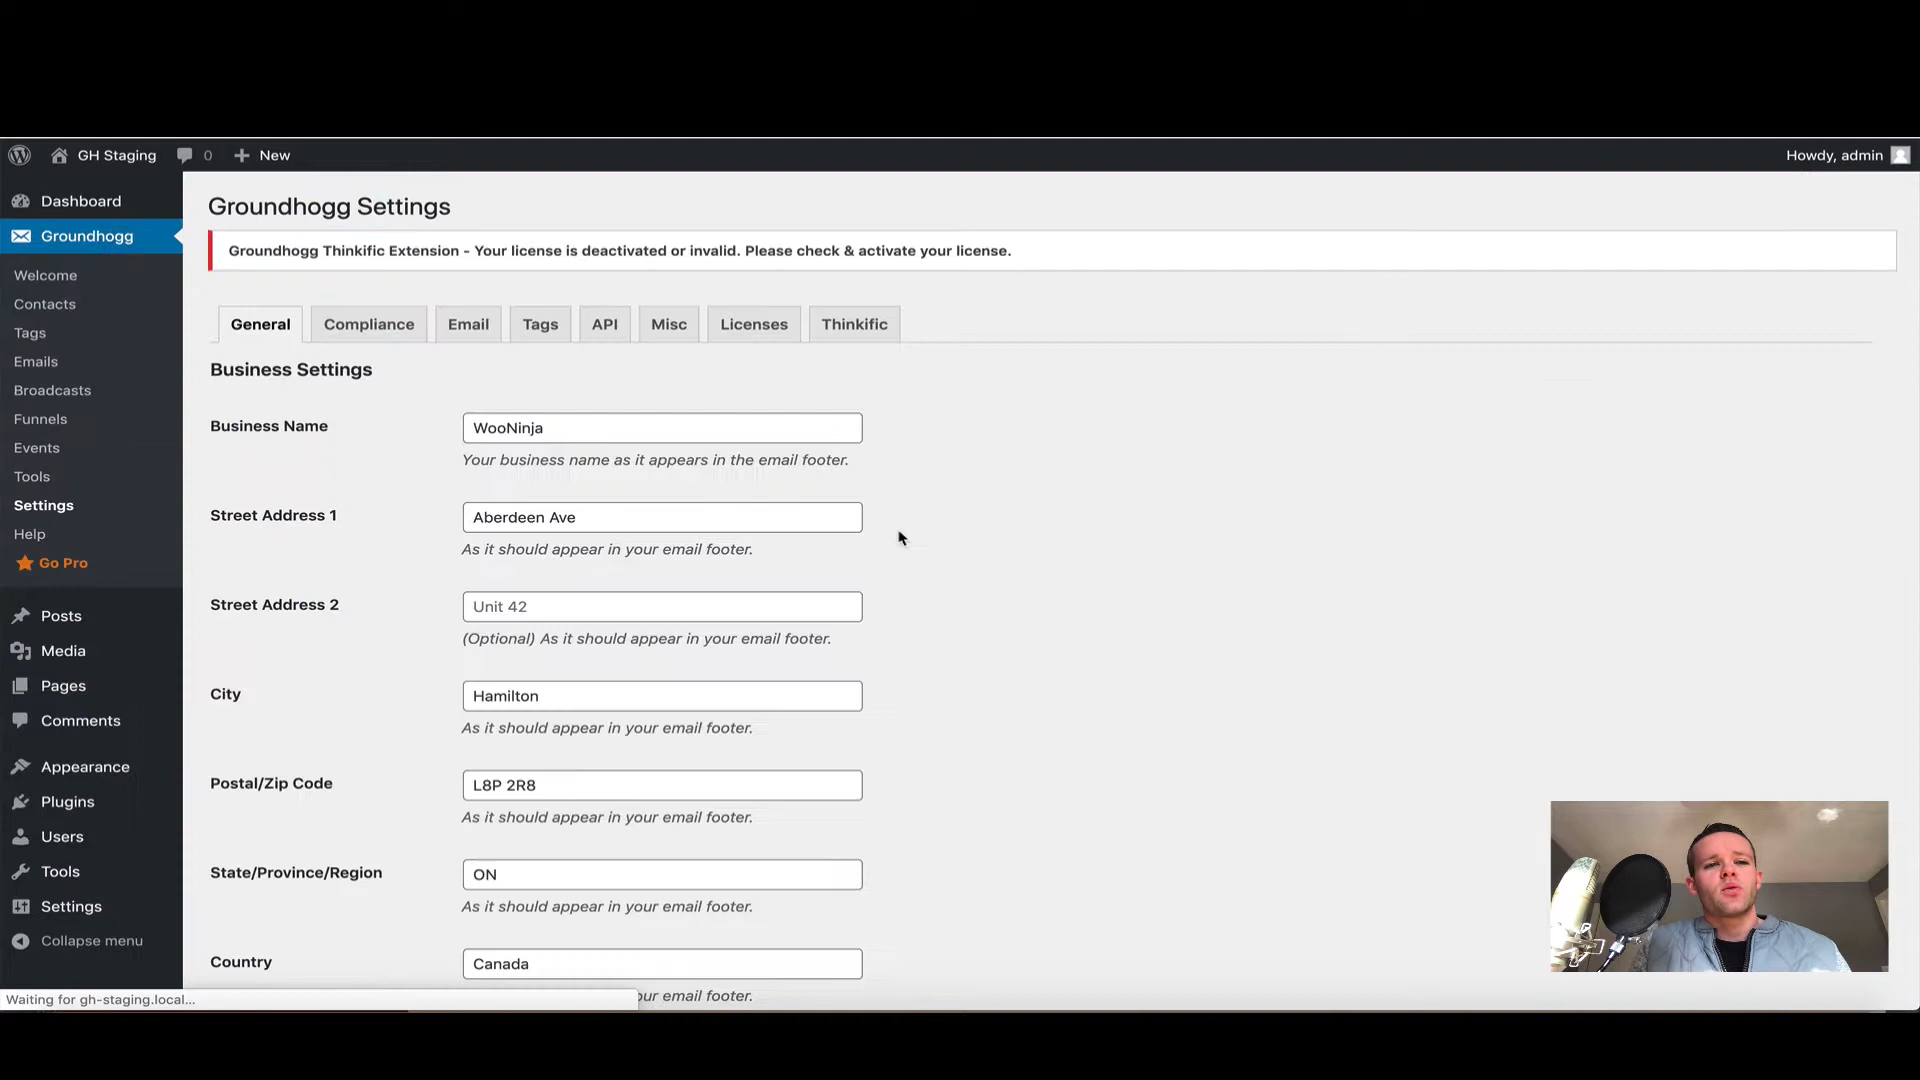 GH Staging 0 New Howdy, admin
Dashboard
Groundhogg
Welcome
Contacts
Tags
Emails
Broadcasts
Funnels
Events
Tools
Settings
Help
Go Pro
Posts
Media
Pages
Comments
Appearance
Plugins
Users
Tools
Settings
Collapse menu
Groundhogg Settings
Groundhogg Thinkific Extension - Your license is deactivated or invalid. Please check & activate your license.
General Compliance Email Tags API Misc Licenses Thinkific
Business Settings
Business Name WooNinja
Your business name as it appears in the email footer.
Street Address 1 Aberdeen Ave
As it should appear in your email footer.
Street Address 2 Unit 42
(Optional) As it should appear in your email footer.
City Hamilton
As it should appear in your email footer.
Postal/Zip Code L8P 2R8
As it should appear in your email footer.
State/Province/Region ON
As it should appear in your email footer.
Country Canada
our email footer.
Waiting for gh-staging.local...